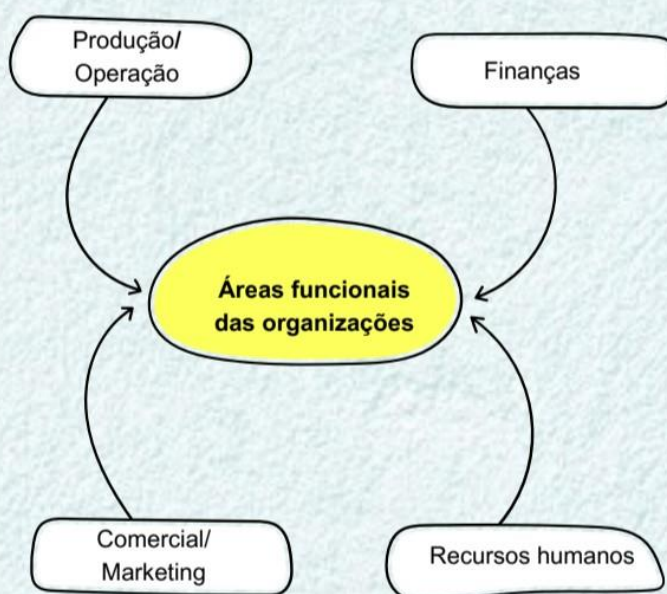 Produção/
Operação
Finanças
Áreas funcionais
das organizações
Comercial/
Marketing
Recursos humanos